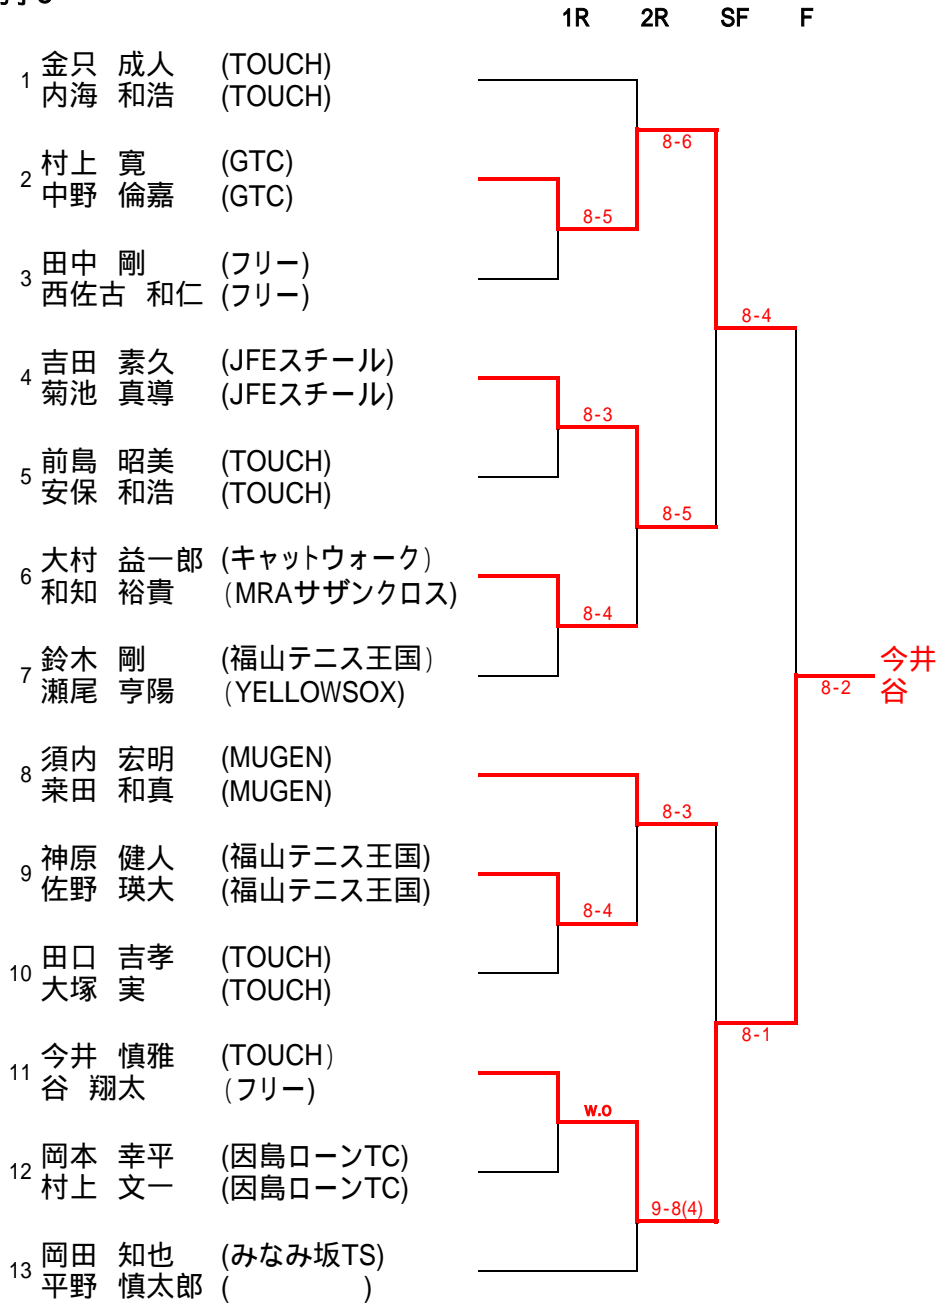 1R 2R SF F
1 金只 成人 (TOUCH)
内海 和浩 (TOUCH)
8-6
2 村上 寛 (GTC)
中野 倫嘉 (GTC)
8-5
3 田中 剛 (フリー)
西佐古 和仁 (フリー)
8-4
4 吉田 素久 (JFEスチール)
菊池 真導 (JFEスチール)
8-3
5 前島 昭美 (TOUCH)
安保 和浩 (TOUCH)
8-5
6 大村 益一郎 (キャットウォーク)
和知 裕貴 (MRAサザンクロス)
8-4
7 鈴木 剛 (福山テニス王国)
瀬尾 亨陽 (YELLOWSOX)
今井
8-2 谷
8 須内 宏明 (MUGEN)
桒田 和真 (MUGEN)
8-3
9 神原 健人 (福山テニス王国)
佐野 瑛大 (福山テニス王国)
8-4
10 田口 吉孝 (TOUCH)
大塚 実 (TOUCH)
8-1
11 今井 慎雅 (TOUCH)
谷 翔太 (フリー)
w.o
12 岡本 幸平 (因島ローンTC)
村上 文一 (因島ローンTC)
9-8(4)
13 岡田 知也 (みなみ坂TS)
平野 慎太郎 ( )